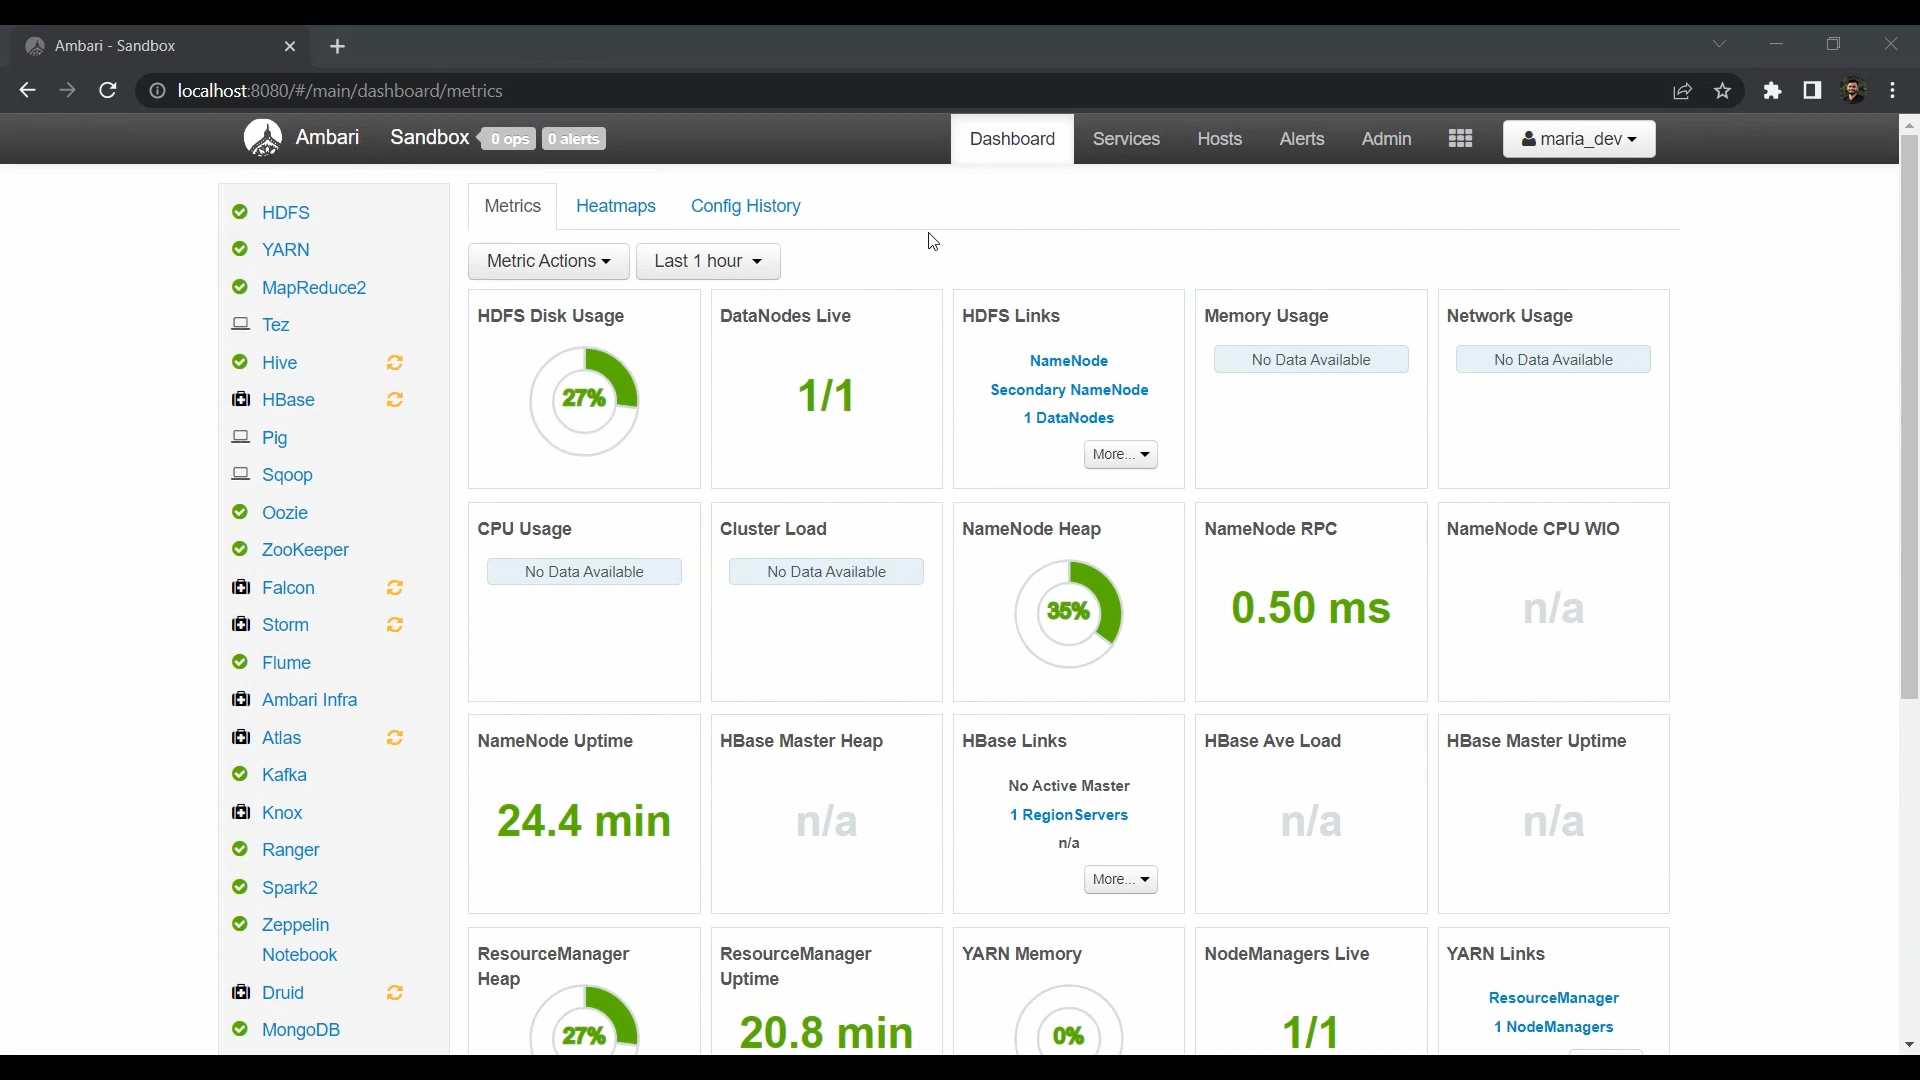 Ambari - Sandbox
localhost:8080/#/main/dashboard/metrics
Ambari Sandbox 0 ops 0 alerts Dashboard Services Hosts Alerts Admin maria_dev
HDFS
YARN
MapReduce2
Tez
Hive
HBase
Pig
Sqoop
Oozie
ZooKeeper
Falcon
Storm
Flume
Ambari Infra
Atlas
Kafka
Knox
Ranger
Spark2
Zeppelin
Notebook
Druid
MongoDB
Metrics Heatmaps Config History
Metric Actions Last 1 hour
HDFS Disk Usage
27%
DataNodes Live
1/1
HDFS Links
NameNode
Secondary NameNode
1 DataNodes
More...
Memory Usage
No Data Available
Network Usage
No Data Available
CPU Usage
No Data Available
Cluster Load
No Data Available
NameNode Heap
35%
NameNode RPC
0.50 ms
NameNode CPU WIO
n/a
NameNode Uptime
24.4 min
HBase Master Heap
n/a
HBase Links
No Active Master
1 RegionServers
n/a
More...
HBase Ave Load
n/a
HBase Master Uptime
n/a
ResourceManager
Heap
27%
ResourceManager
Uptime
20.8 min
YARN Memory
0%
NodeManagers Live
1/1
YARN Links
ResourceManager
1 NodeManagers